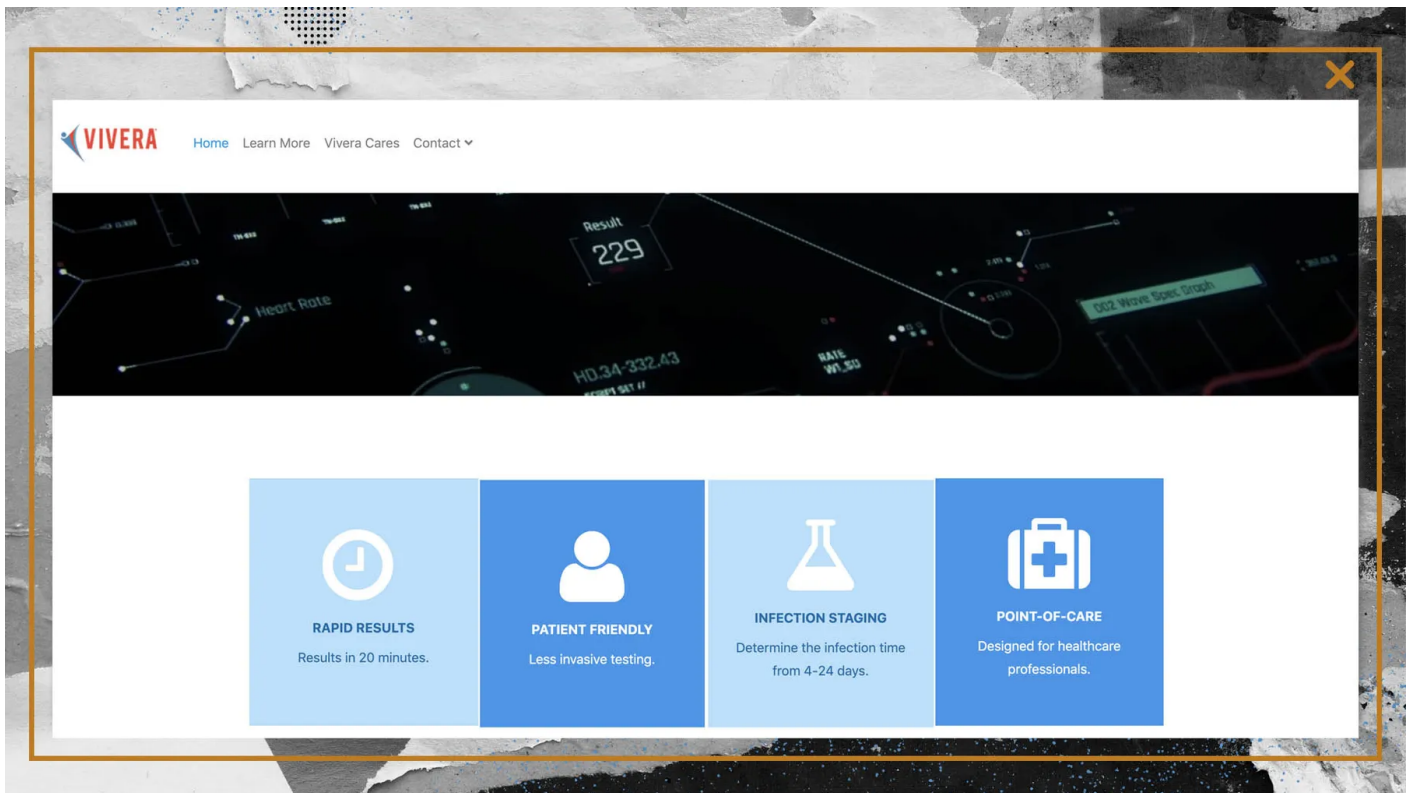 VIVERA
Home Learn More Vivera Cares Contact
Result
229
Heart Rate
HD.34-332.43
RATE
W1_SU
002 Wave Spec Graph
RAPID RESULTS
Results in 20 minutes.
PATIENT FRIENDLY
Less invasive testing.
INFECTION STAGING
Determine the infection time
from 4-24 days.
POINT-OF-CARE
Designed for healthcare
professionals.